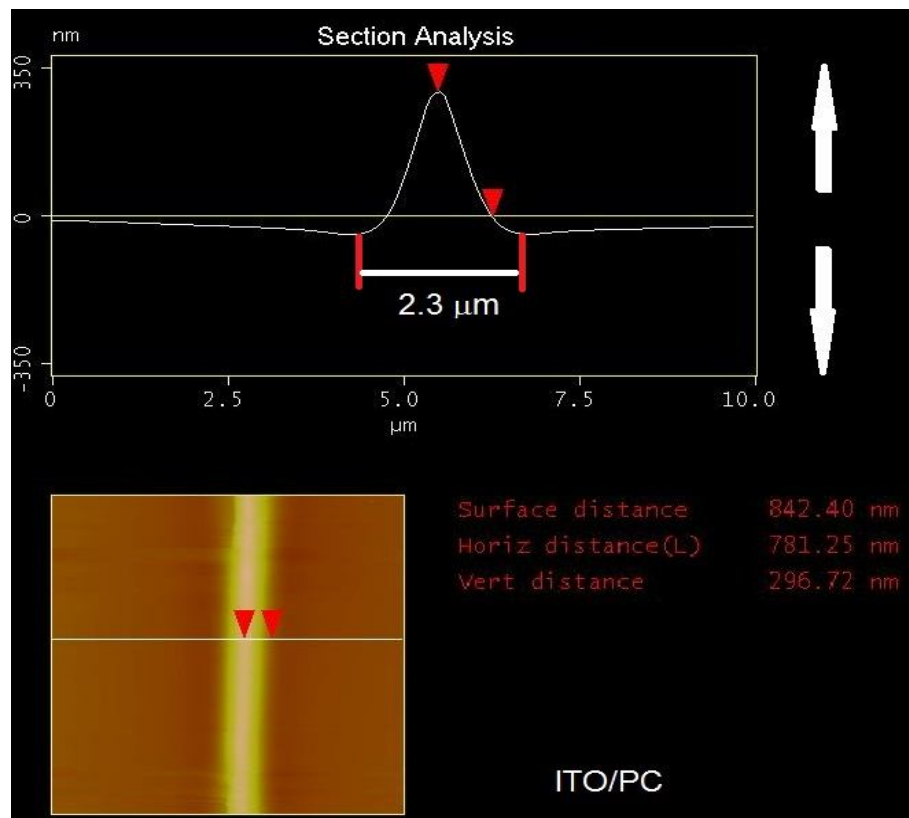 nm
Section Analysis
350
0
-350
2.3 μm
0 2.5 5.0 7.5 10.0
μm
Surface distance 842.40 nm
Horiz distance(L) 781.25 nm
Vert distance 296.72 nm
ITO/PC